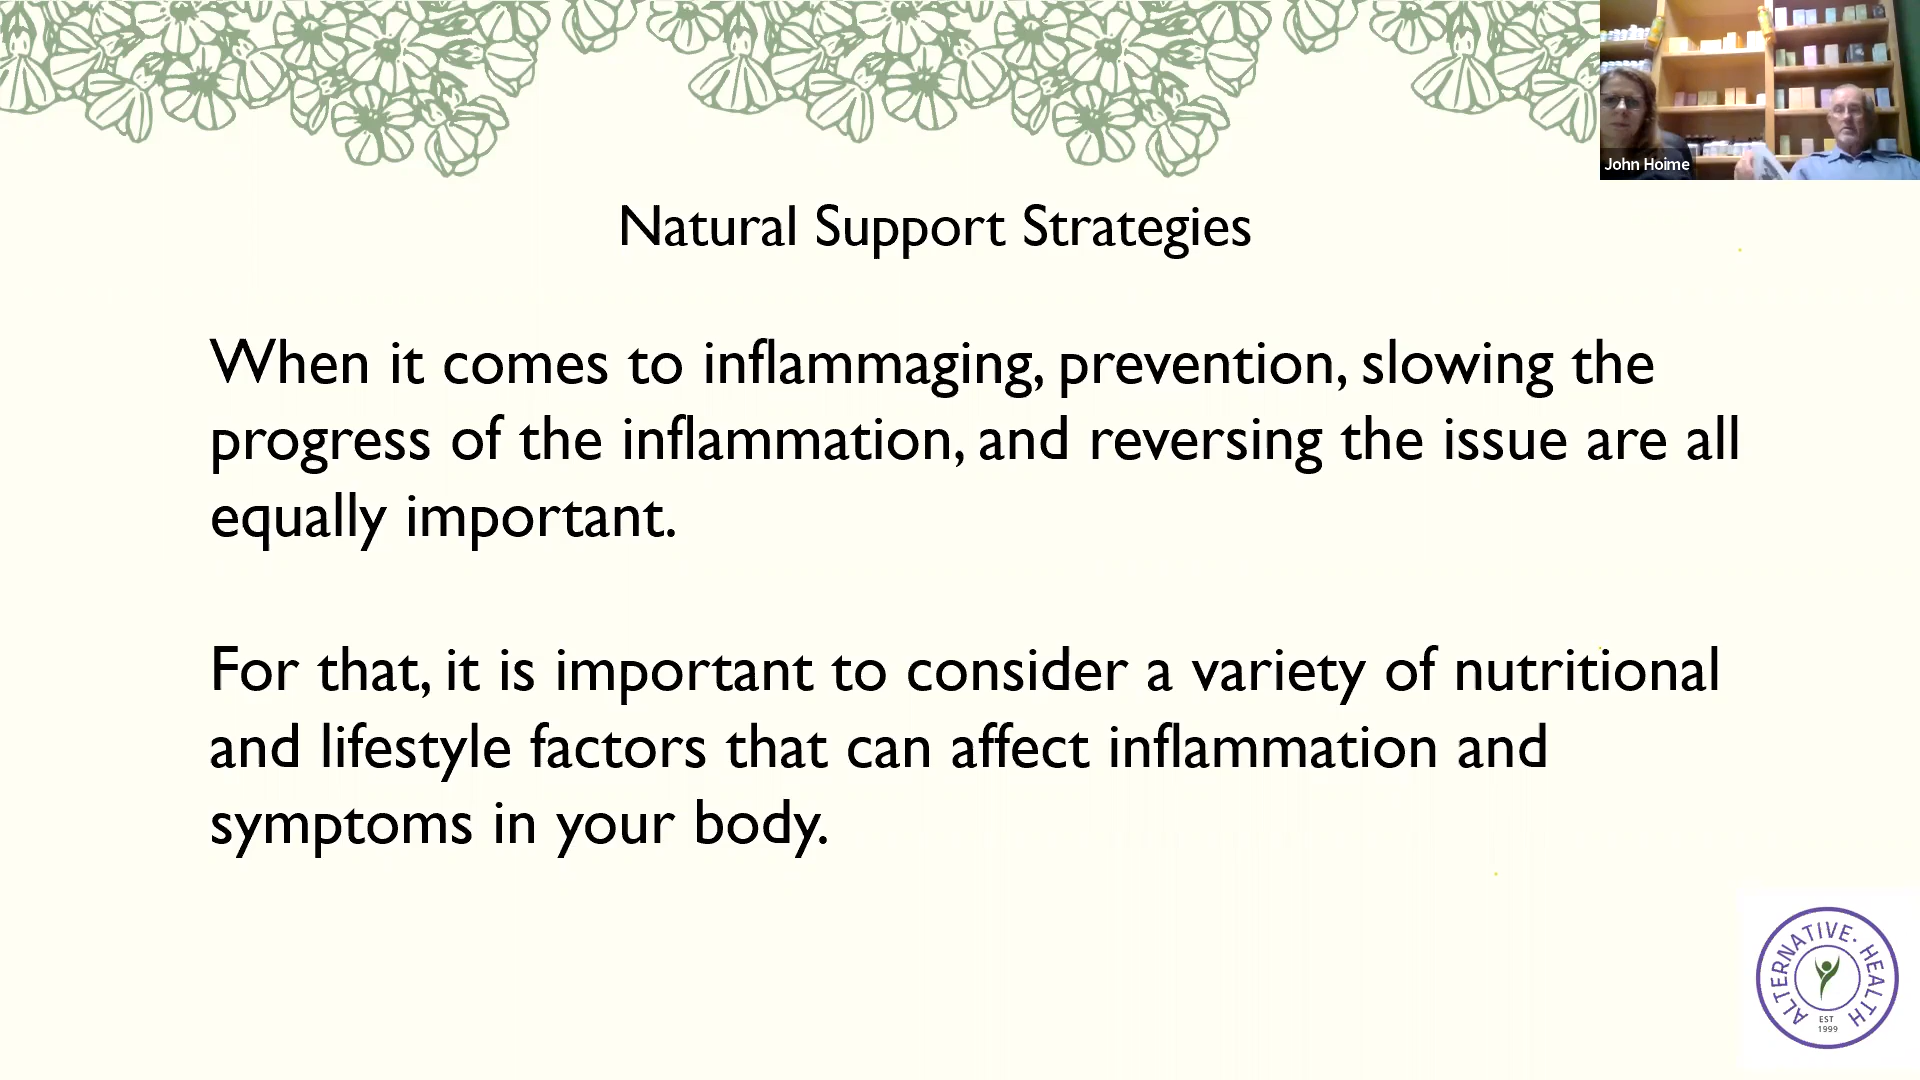 John Hoime
Natural Support Strategies
When it comes to inflammaging, prevention, slowing the
progress of the inflammation, and reversing the issue are all
equally important.
For that, it is important to consider a variety of nutritional
and lifestyle factors that can affect inflammation and
symptoms in your body.
ALTERNATIVE · HEALTH
EST
1999